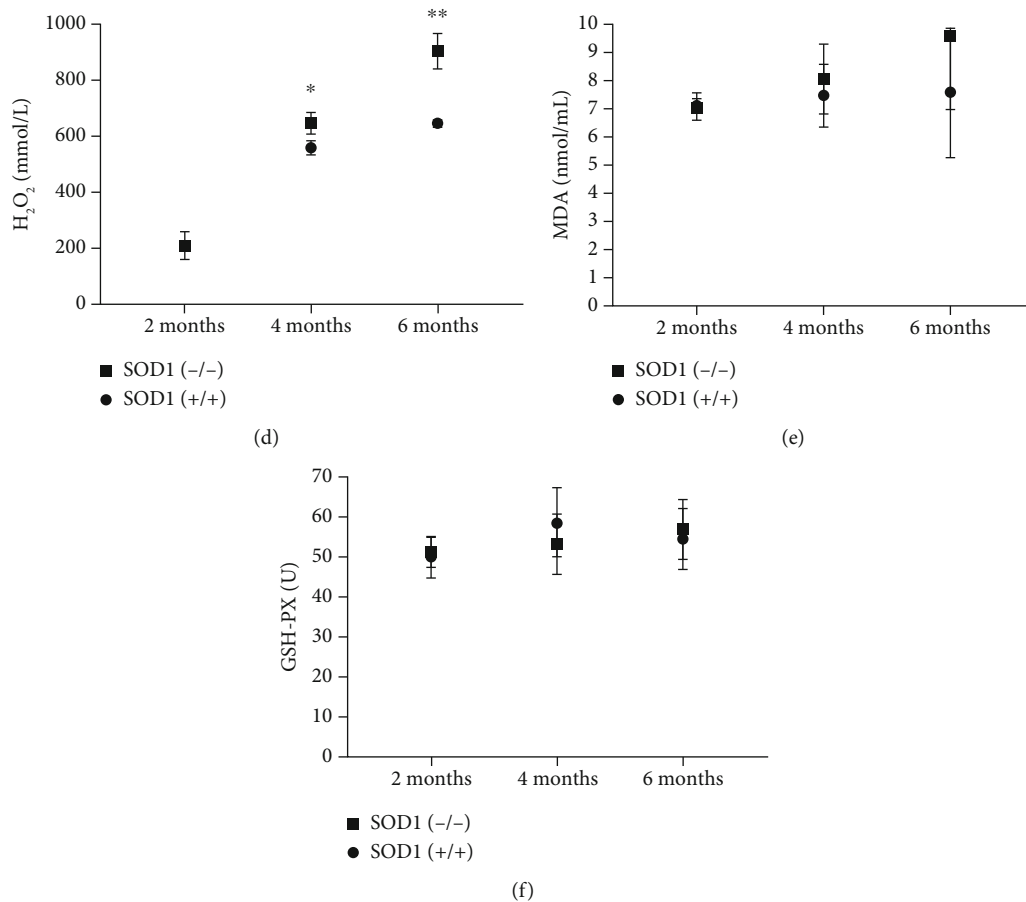 1000
800
600
400
200
0
H₂O₂ (mmol/L)
*
**
2 months 4 months 6 months
SOD1 (−/−)
SOD1 (+/+)
(d)
10
9
8
7
6
5
4
3
2
1
0
MDA (nmol/mL)
2 months 4 months 6 months
SOD1 (−/−)
SOD1 (+/+)
(e)
70
60
50
40
30
20
10
0
GSH-PX (U)
2 months 4 months 6 months
SOD1 (−/−)
SOD1 (+/+)
(f)